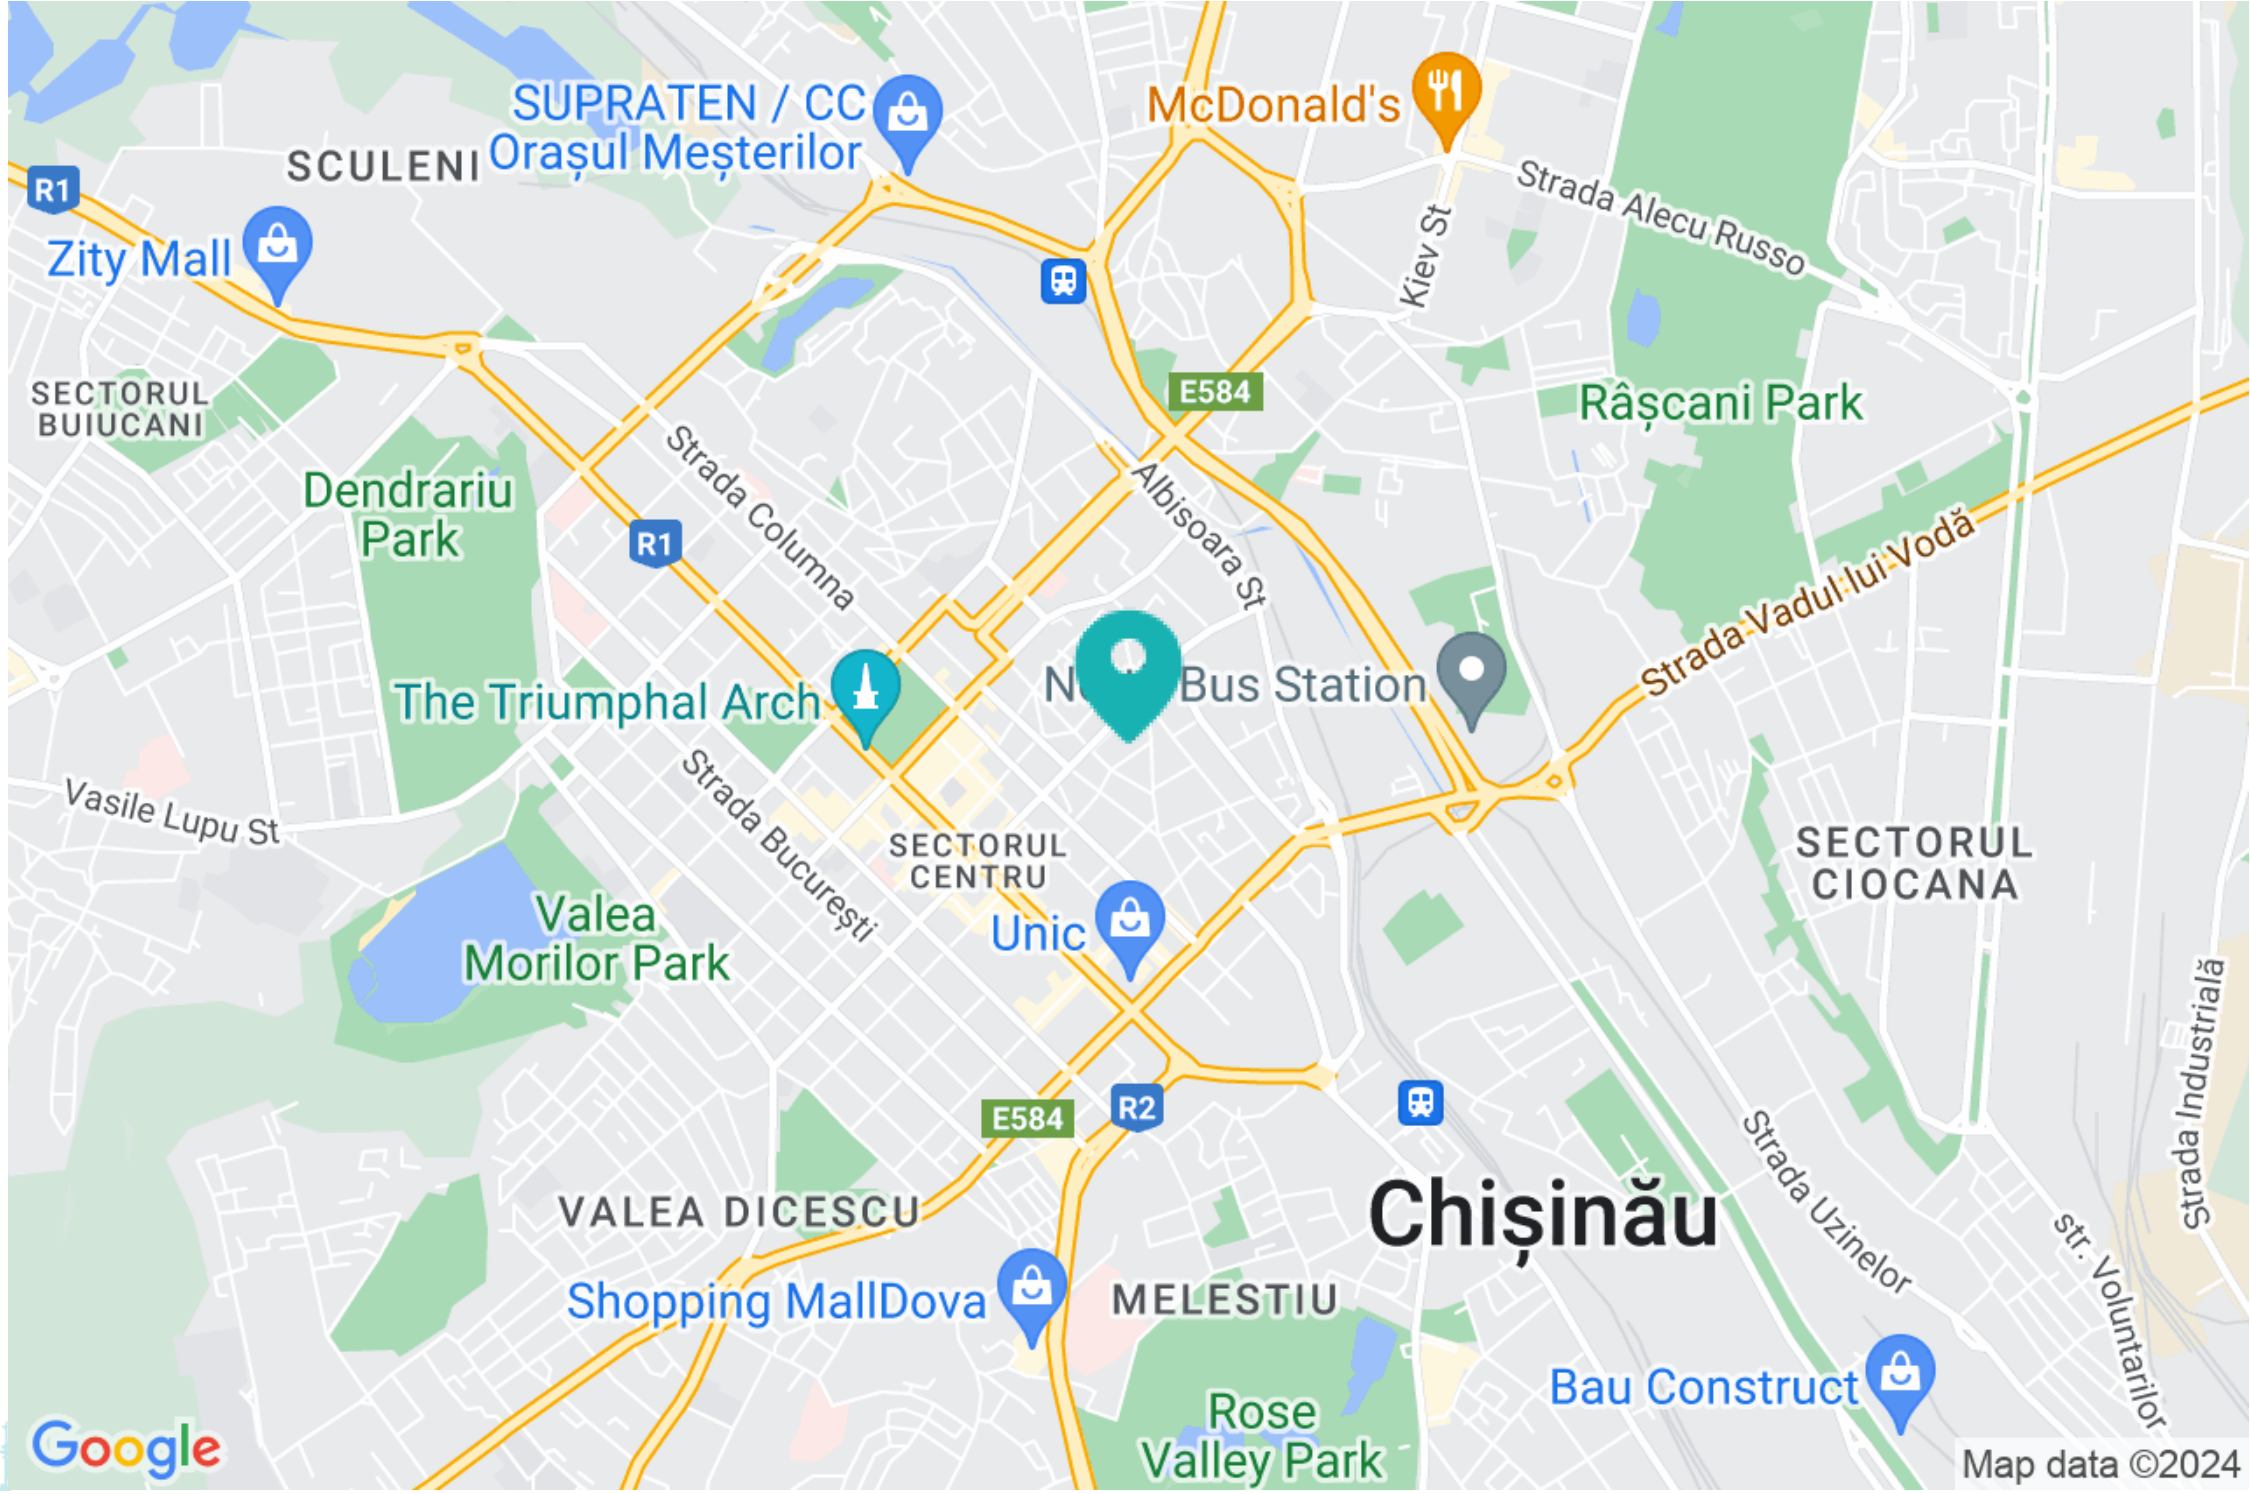 SUPRATEN / CC
Orașul Meșterilor
McDonald's
SCULENI
R1
Zity Mall
Strada Alecu Russo
Kiev St
SECTORUL
BUIUCANI
E584
Râșcani Park
Dendrariu
Park
R1
Strada Columna
Albisoara St
Strada Vadul lui Vodă
The Triumphal Arch
Bus Station
Vasile Lupu St
Strada București
SECTORUL
CENTRU
SECTORUL
CIOCANA
Valea
Morilor Park
Unic
Strada Industrială
E584
R2
Chișinău
VALEA DICESCU
Strada Uzinelor
str. Voluntarilor
Shopping MallDova
MELESTIU
Bau Construct
Rose
Valley Park
Google
Map data ©2024